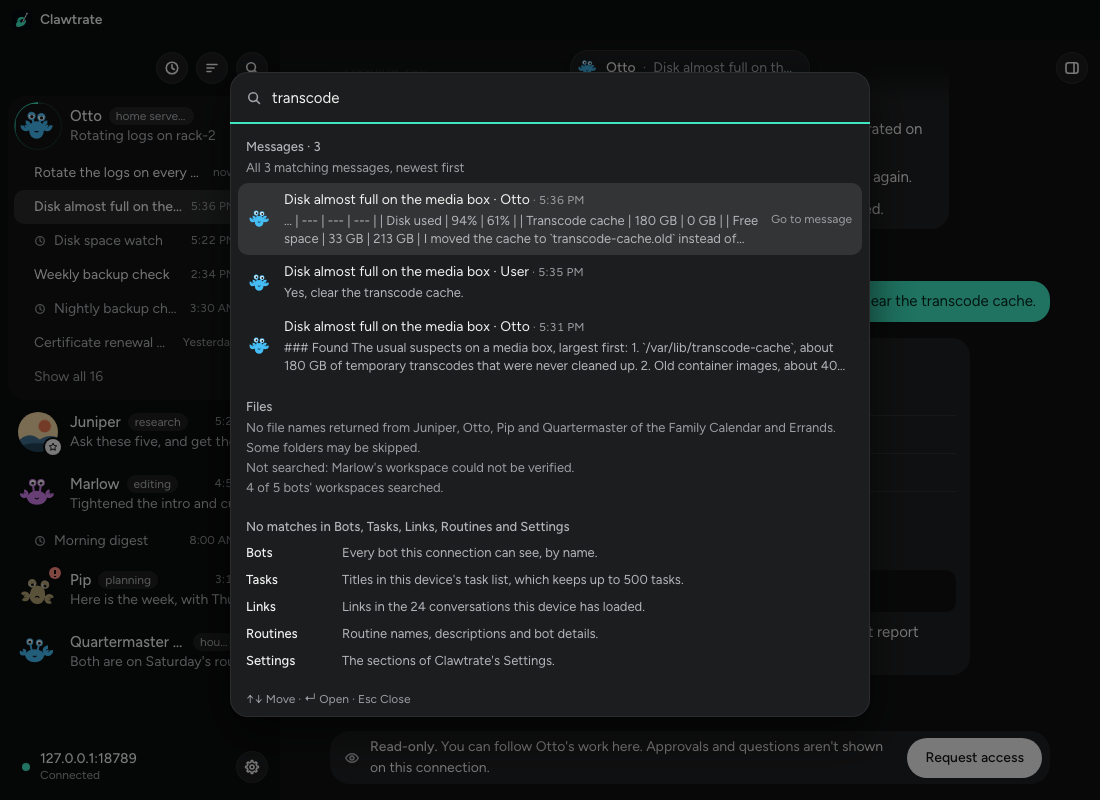 Clawtrate
Otto · Disk almost full on th...
Otto home serve...
Rotating logs on rack-2
Rotate the logs on every ... now
Disk almost full on the... 5:36 PM
Disk space watch 5:22 PM
Weekly backup check 2:34 PM
Nightly backup ch... 3:30 AM
Certificate renewal ... Yesterda
Show all 16
Juniper research 5:2
Ask these five, and get the
Marlow editing 4:5
Tightened the intro and cu
Morning digest 8:00 AM
Pip planning 3:1
Here is the week, with Thu
Quartermaster ... hou...
Both are on Saturday's rou
127.0.0.1:18789
Connected
transcode
Messages · 3
All 3 matching messages, newest first
Disk almost full on the media box · Otto · 5:36 PM
... | --- | --- | --- | | Disk used | 94% | 61% | | Transcode cache | 180 GB | 0 GB | | Free
space | 33 GB | 213 GB | I moved the cache to `transcode-cache.old` instead of...
Go to message
Disk almost full on the media box · User · 5:35 PM
Yes, clear the transcode cache.
Disk almost full on the media box · Otto · 5:31 PM
### Found The usual suspects on a media box, largest first: 1. `/var/lib/transcode-cache`, about
180 GB of temporary transcodes that were never cleaned up. 2. Old container images, about 40...
Files
No file names returned from Juniper, Otto, Pip and Quartermaster of the Family Calendar and Errands.
Some folders may be skipped.
Not searched: Marlow's workspace could not be verified.
4 of 5 bots' workspaces searched.
No matches in Bots, Tasks, Links, Routines and Settings
Bots Every bot this connection can see, by name.
Tasks Titles in this device's task list, which keeps up to 500 tasks.
Links Links in the 24 conversations this device has loaded.
Routines Routine names, descriptions and bot details.
Settings The sections of Clawtrate's Settings.
↑↓ Move · ↵ Open · Esc Close
rated on
again.
ed.
ear the transcode cache.
t report
Read-only. You can follow Otto's work here. Approvals and questions aren't shown
on this connection.
Request access